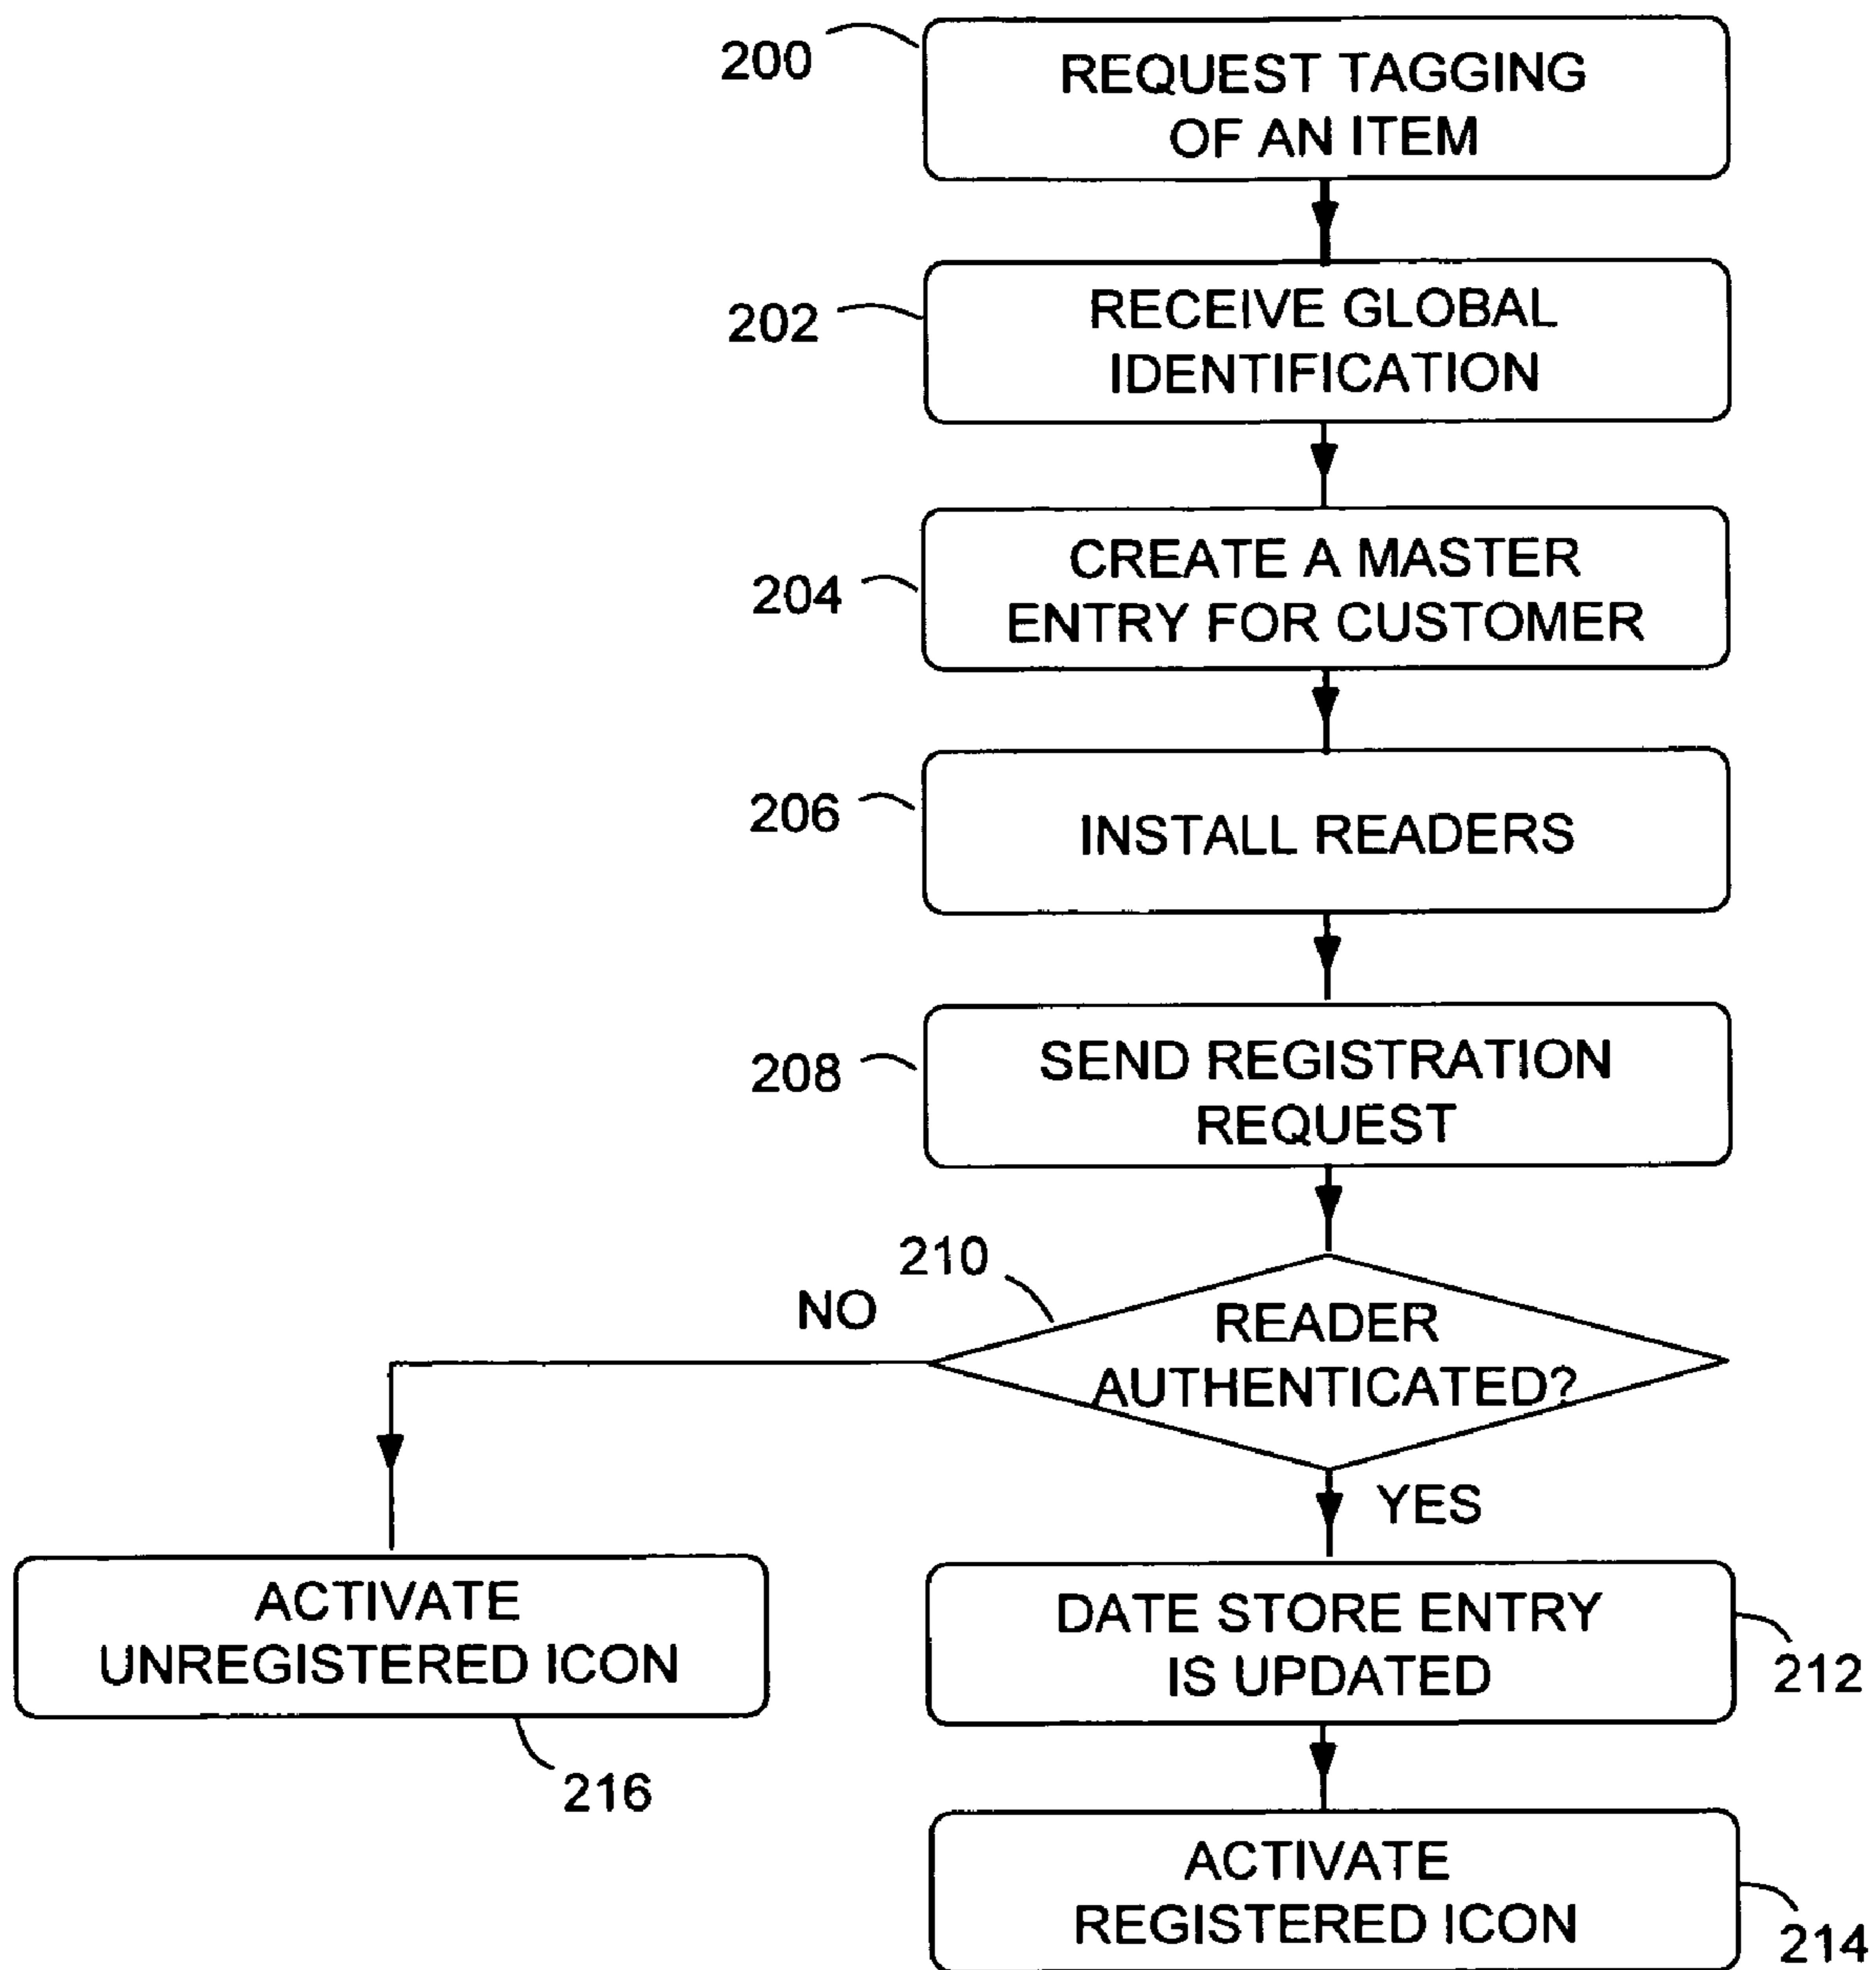 200
REQUEST TAGGING
OF AN ITEM
202
RECEIVE GLOBAL
IDENTIFICATION
204
CREATE A MASTER
ENTRY FOR CUSTOMER
206
INSTALL READERS
208
SEND REGISTRATION
REQUEST
210
NO
READER
AUTHENTICATED?
YES
ACTIVATE
UNREGISTERED ICON
216
DATE STORE ENTRY
IS UPDATED
212
ACTIVATE
REGISTERED ICON
214